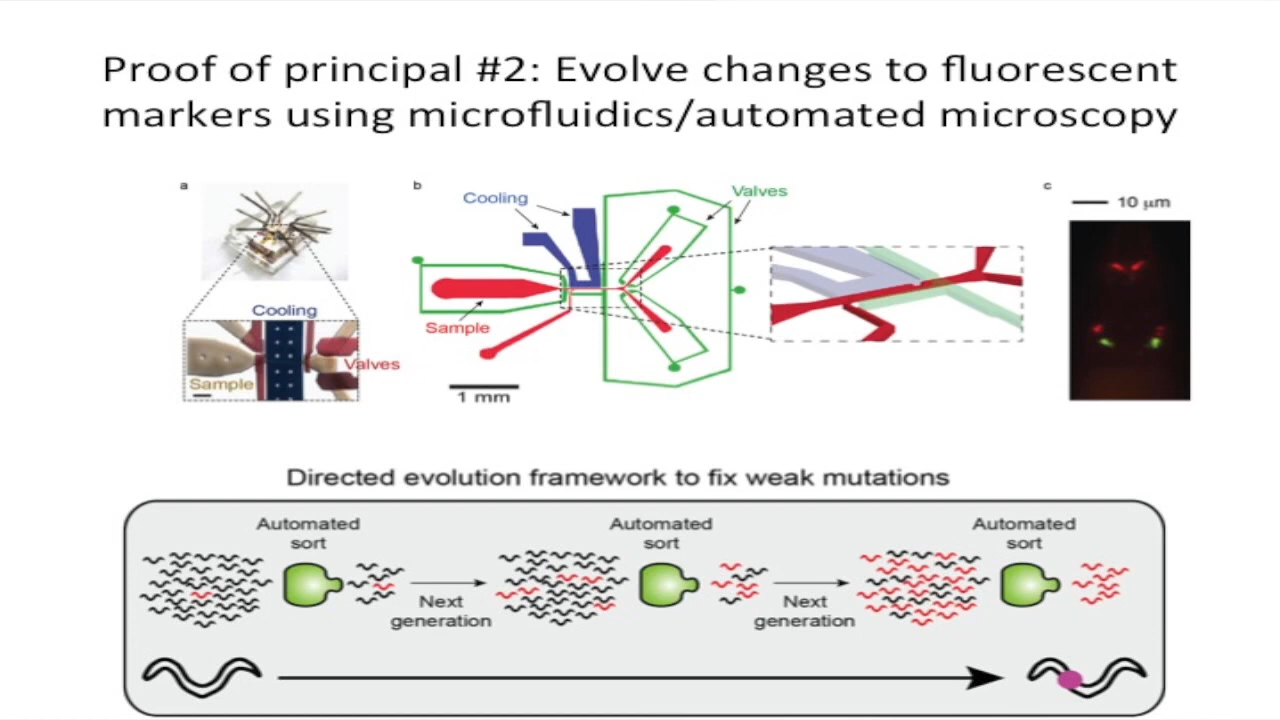 Proof of principal #2: Evolve changes to fluorescent
markers using microfluidics/automated microscopy
a
Cooling
Sample
Valves
b
Cooling
Valves
Sample
1 mm
c
10 µm
Directed evolution framework to fix weak mutations
Automated
sort
Next
generation
Automated
sort
Next
generation
Automated
sort